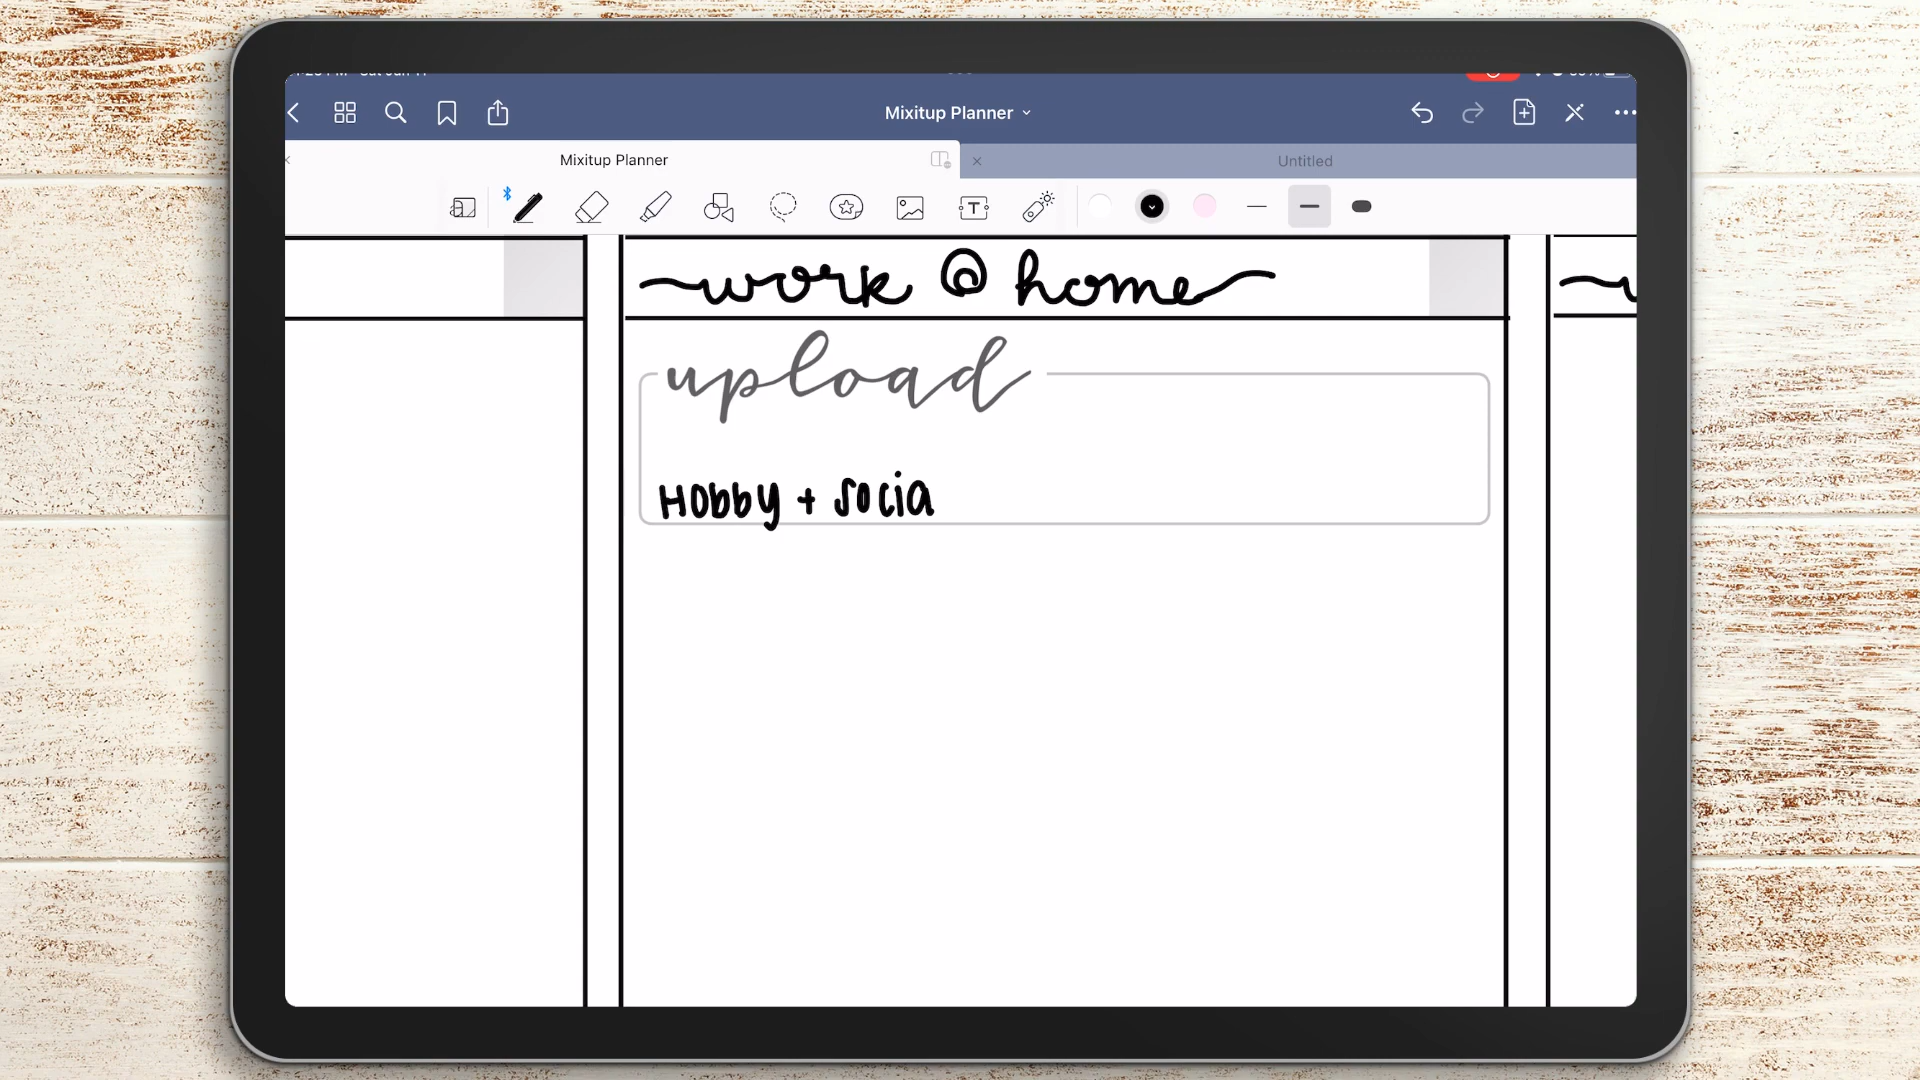 Mixitup Planner
Mixitup Planner
Untitled
work @ home
upload
Hobby + socia